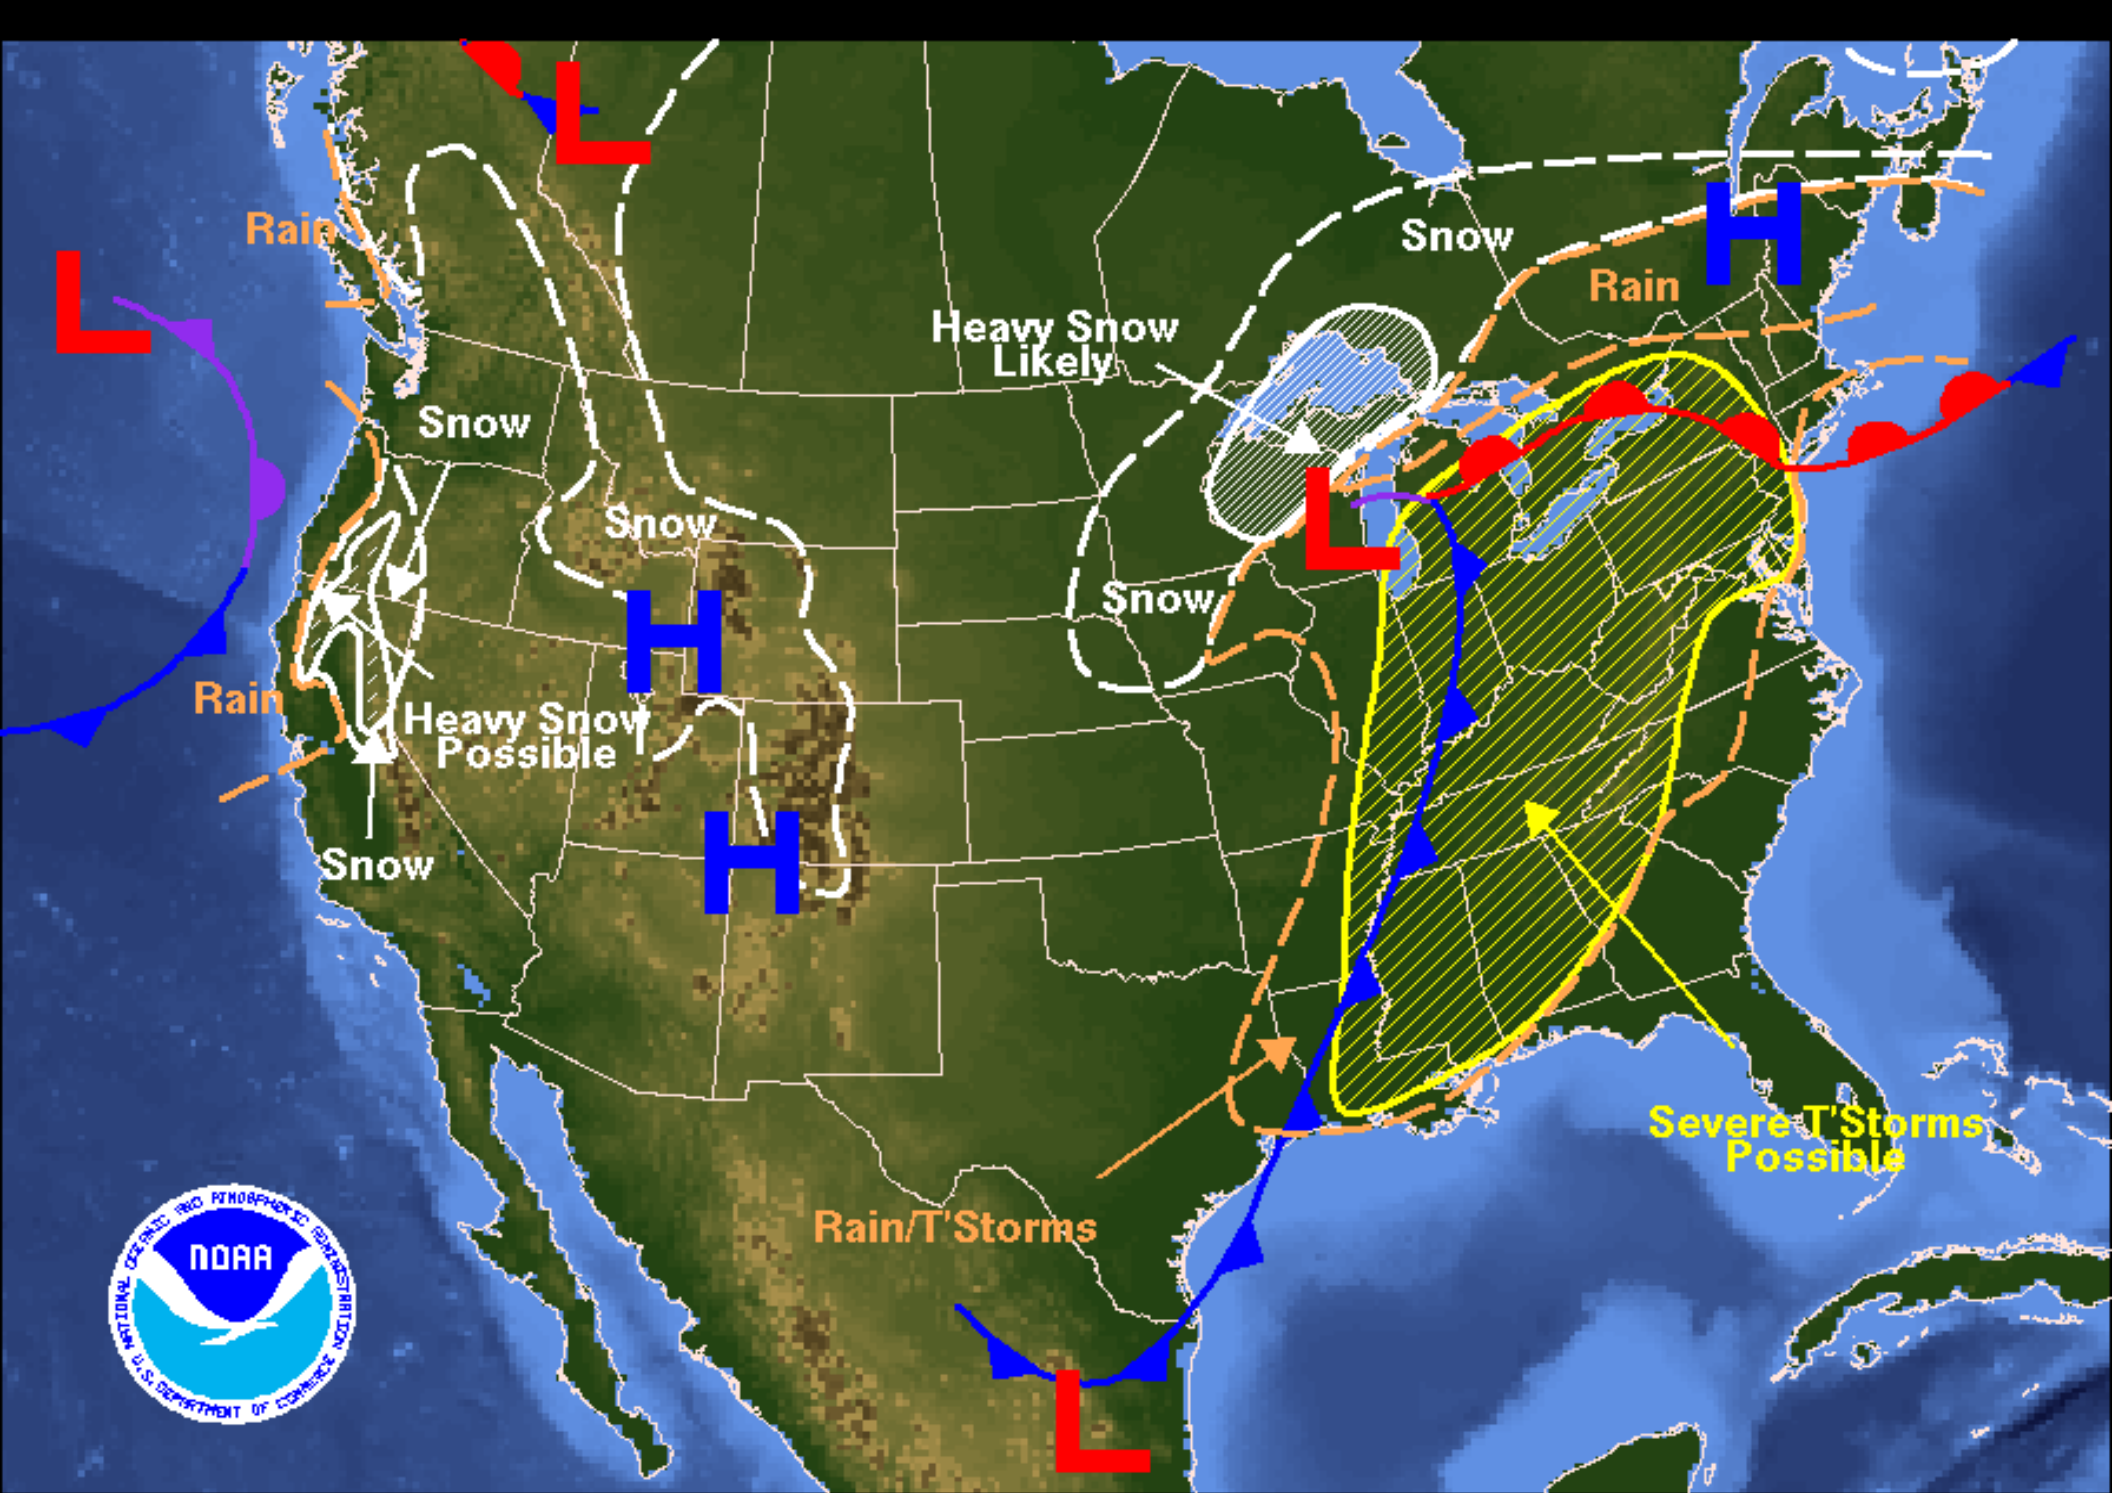 L
Rain
H
Snow
Rain
L
Heavy Snow
Likely
Snow
Snow
L
Snow
H
Rain
Heavy Snow
Possible
Snow
H
Severe T'Storms
Possible
Rain/T'Storms
L
NATIONAL OCEANIC AND ATMOSPHERIC ADMINISTRATION
NOAA
U.S. DEPARTMENT OF COMMERCE